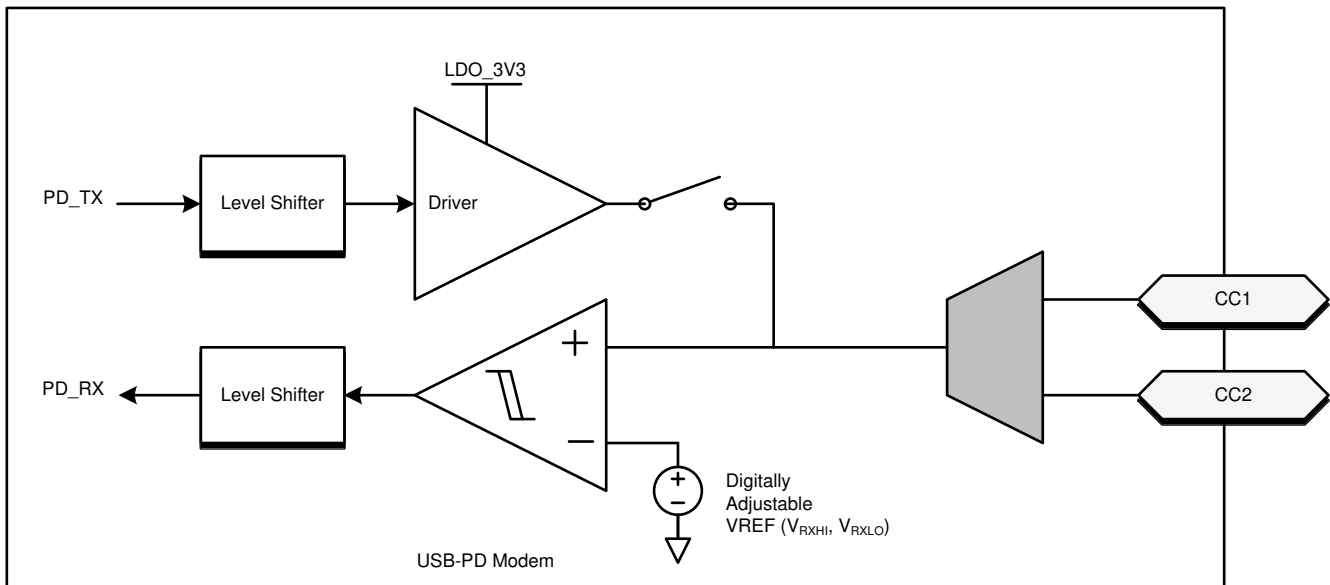 LDO_3V3
PD_TX
Level Shifter
Driver
CC1
+
PD_RX
Level Shifter
CC2
−
+
−
Digitally
Adjustable
VREF (VRXHI, VRXLO)
USB-PD Modem